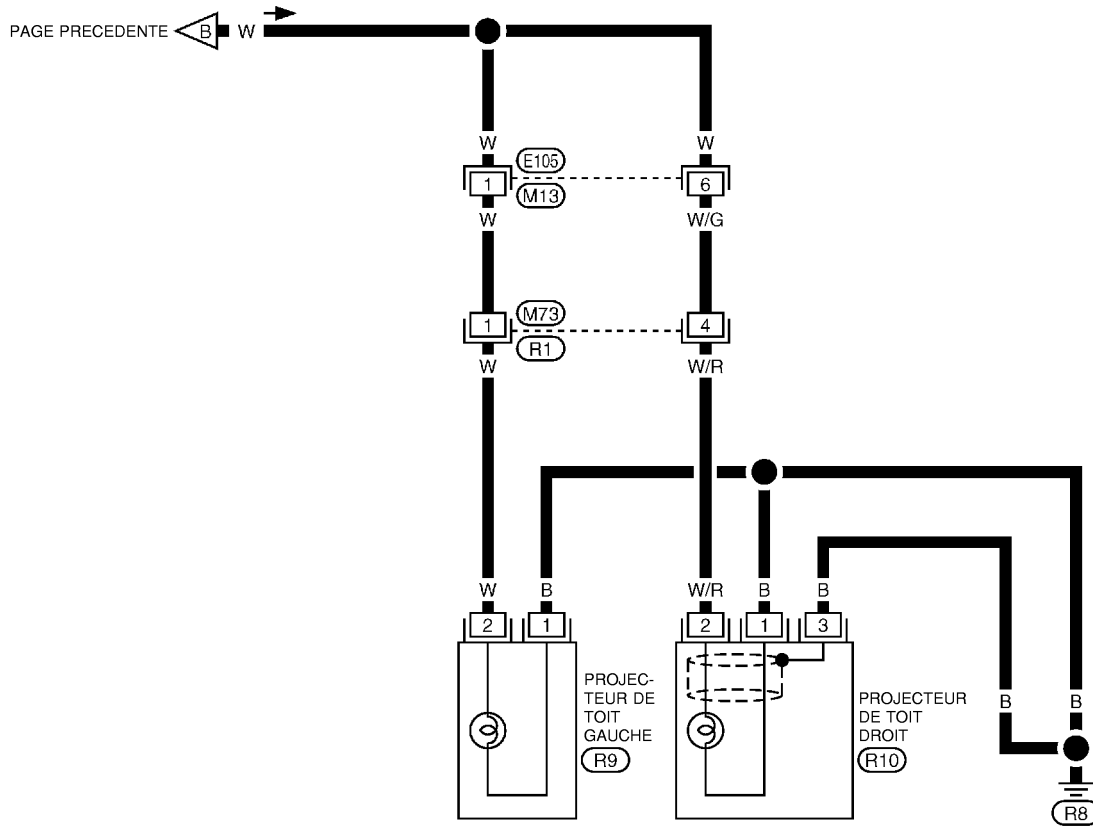 PAGE PRECEDENTE B W
W W
E105
1 6
M13
W W/G
M73
1 4
R1
W W/R
W B W/R B B
2 1 2 1 3
PROJEC-
TEUR DE
TOIT
GAUCHE
R9
PROJECTEUR
DE TOIT
DROIT
R10
B B
R8